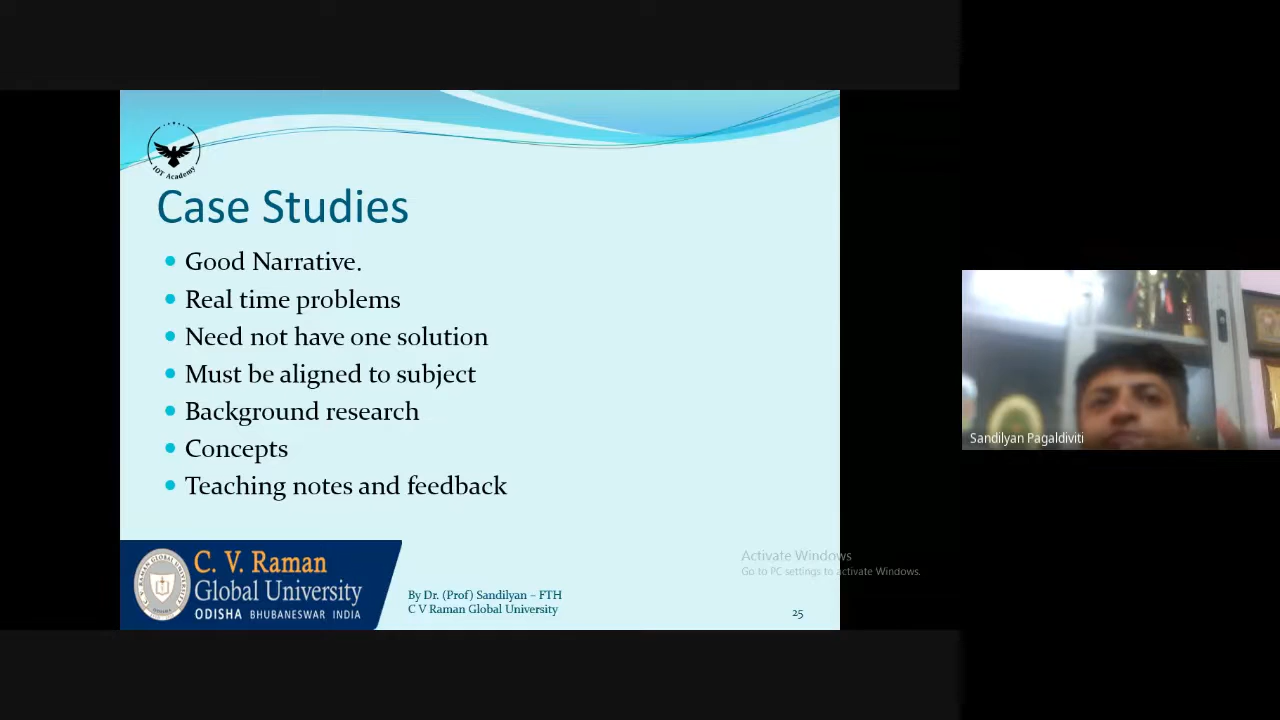 IOT Academy
Case Studies
Good Narrative.
Real time problems
Need not have one solution
Must be aligned to subject
Background research
Concepts
Teaching notes and feedback
C. V. Raman
Global University
ODISHA BHUBANESWAR INDIA
By Dr. (Prof) Sandilyan – FTH
C V Raman Global University
25
Activate Windows
Go to PC settings to activate Windows.
Sandilyan Pagaldiviti